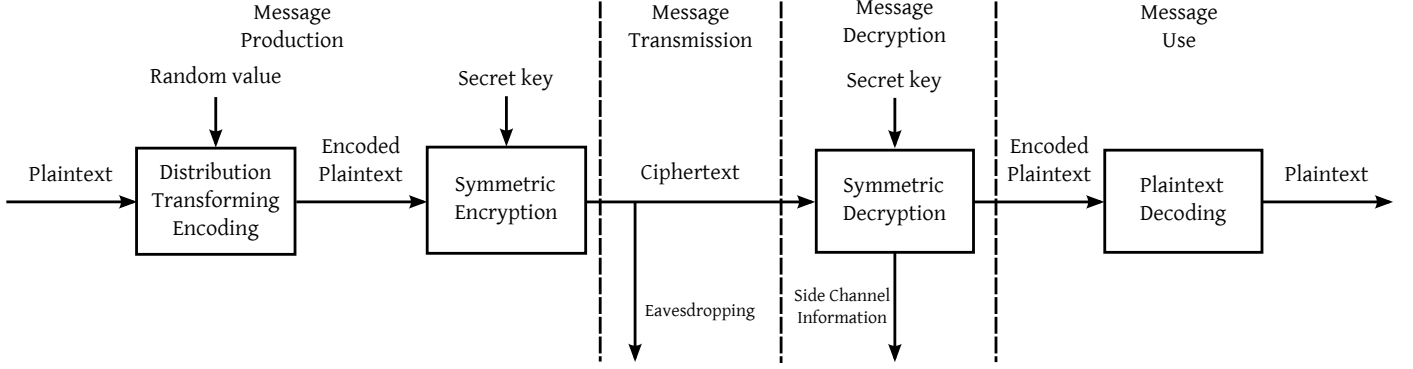 Message
Production
Message
Transmission
Message
Decryption
Message
Use
Random value
Secret key
Secret key
Plaintext
Distribution
Transforming
Encoding
Encoded
Plaintext
Symmetric
Encryption
Ciphertext
Symmetric
Decryption
Encoded
Plaintext
Plaintext
Decoding
Plaintext
Eavesdropping
Side Channel
Information